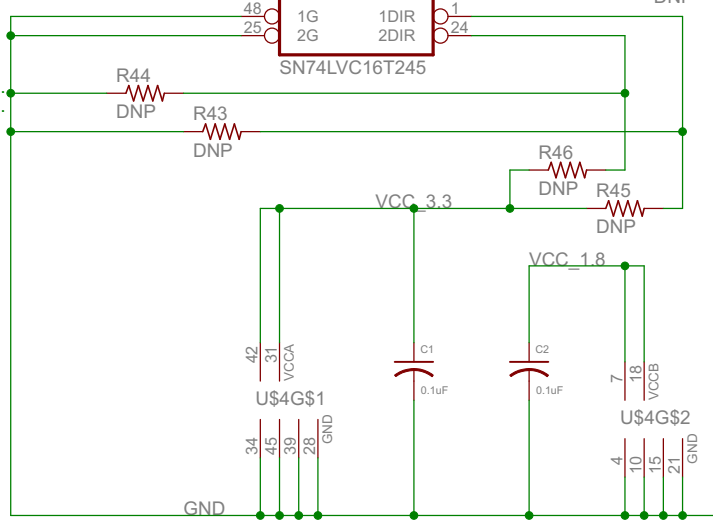 DNP
48
1G
1DIR
1
25
2G
2DIR
24
SN74LVC16T245
R44
DNP
R43
DNP
R46
DNP
R45
DNP
VCC_3.3
VCC_1.8
42
31
VCCA
C1
0.1uF
C2
0.1uF
7
18
VCCB
U$4G$1
U$4G$2
34
45
39
28
GND
4
10
15
21
GND
GND